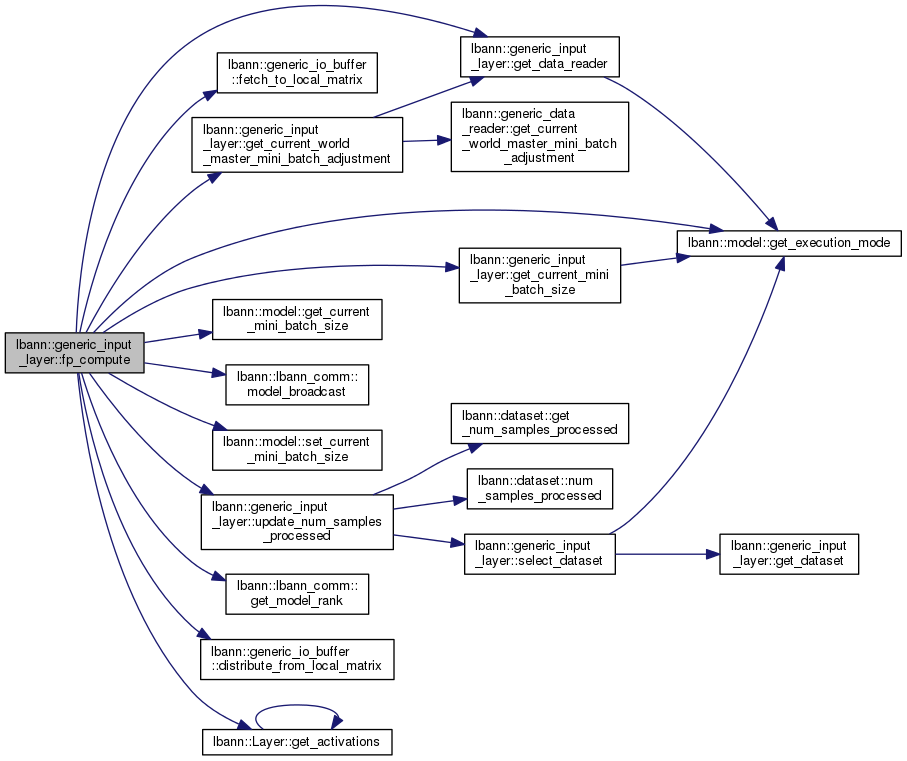 lbann::generic_input
_layer::fp_compute
lbann::generic_io_buffer
::fetch_to_local_matrix
lbann::generic_input
_layer::get_current_world
_master_mini_batch_adjustment
lbann::model::get_current
_mini_batch_size
lbann::lbann_comm::
model_broadcast
lbann::model::set_current
_mini_batch_size
lbann::generic_input
_layer::update_num_samples
_processed
lbann::lbann_comm::
get_model_rank
lbann::generic_io_buffer
::distribute_from_local_matrix
lbann::Layer::get_activations
lbann::generic_input
_layer::get_data_reader
lbann::generic_data
_reader::get_current
_world_master_mini_batch
_adjustment
lbann::generic_input
_layer::get_current_mini
_batch_size
lbann::dataset::get
_num_samples_processed
lbann::dataset::num
_samples_processed
lbann::generic_input
_layer::select_dataset
lbann::model::get_execution_mode
lbann::generic_input
_layer::get_dataset